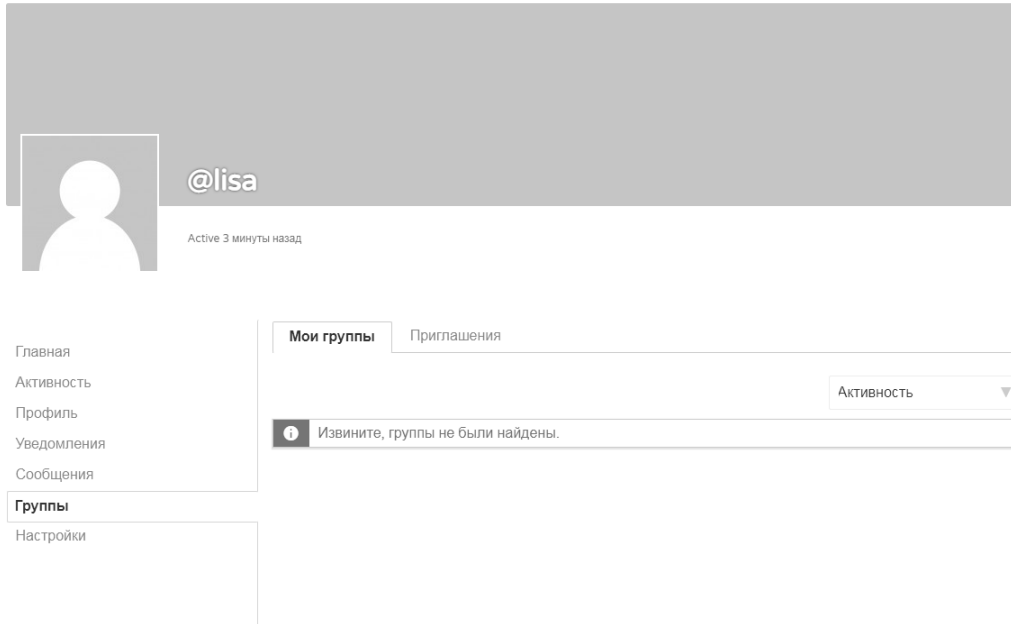 @lisa
Active 3 минуты назад
Главная
Активность
Профиль
Уведомления
Сообщения
Группы
Настройки
Мои группы
Приглашения
Активность
Извините, группы не были найдены.